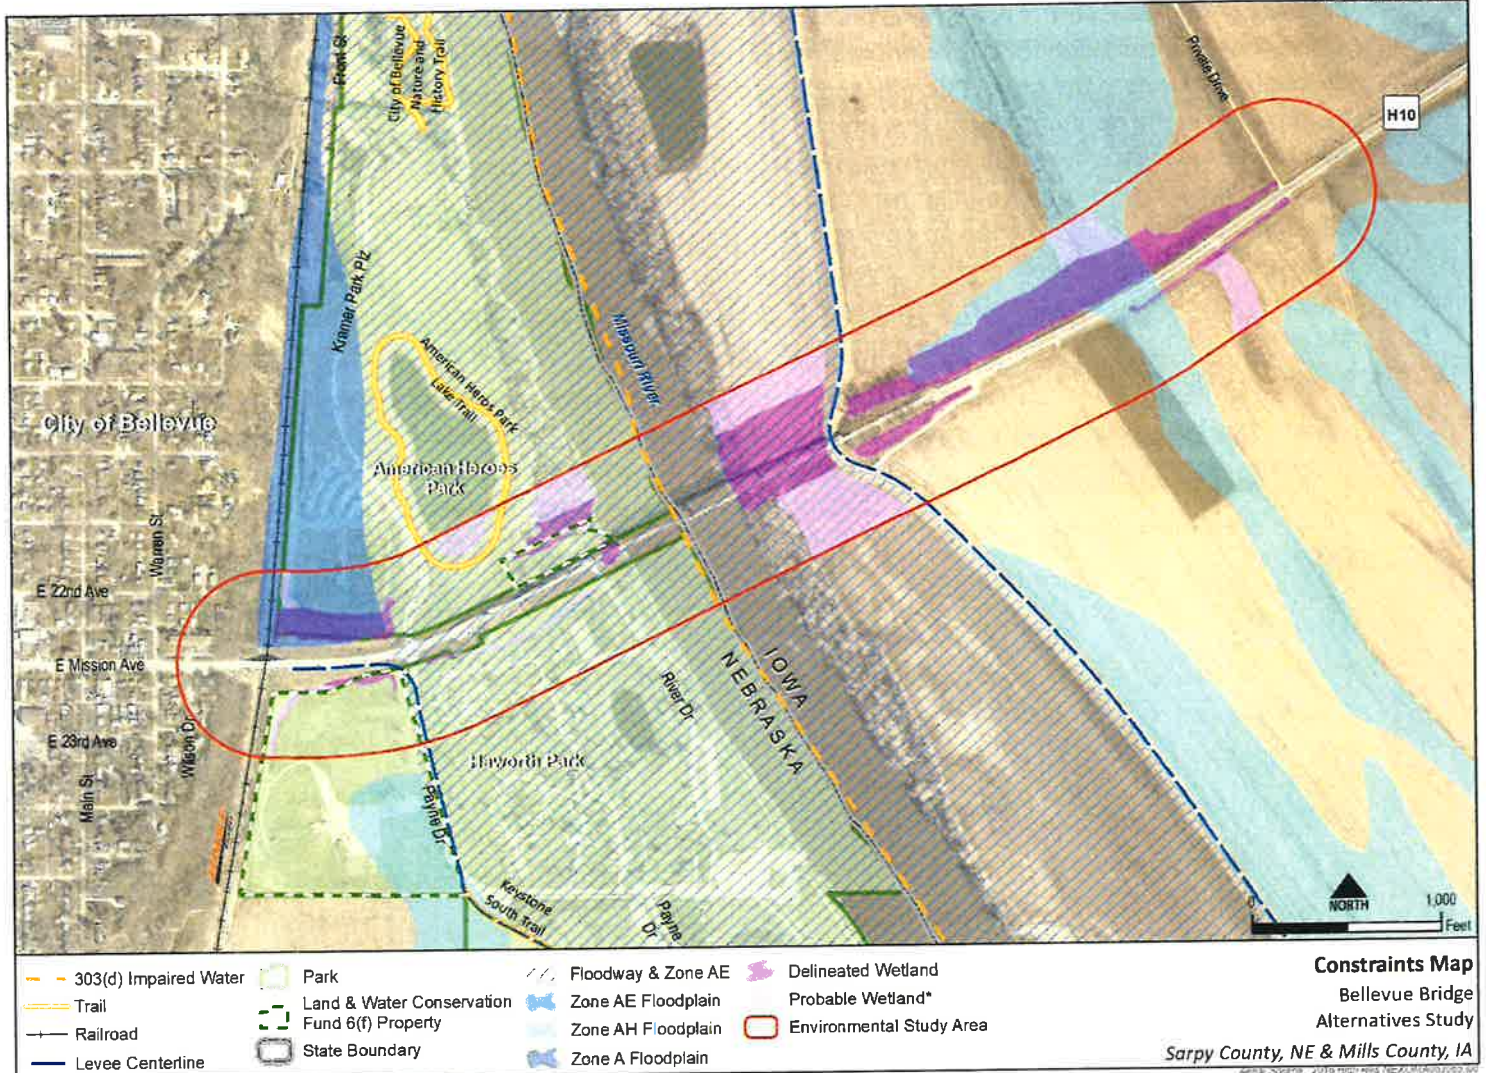 Front St
City of Bellevue
Nature and
History Trail
Private Drive
H10
Kramer Park Plz
Missouri River
American Heros Park
Lake Trail
City of Bellevue
American Heroes
Park
Warren St
E 22nd Ave
E Mission Ave
IOWA
NEBRASKA
River Dr
E 23rd Ave
Wilson Dr
Haworth Park
Main St
Payne Dr
Keystone
South Trail
Payne
Dr
NORTH
0
1,000
Feet
303(d) Impaired Water
Trail
Railroad
Levee Centerline
Park
Land & Water Conservation
Fund 6(f) Property
State Boundary
Floodway & Zone AE
Zone AE Floodplain
Zone AH Floodplain
Zone A Floodplain
Delineated Wetland
Probable Wetland*
Environmental Study Area
Constraints Map
Bellevue Bridge
Alternatives Study
Sarpy County, NE & Mills County, IA